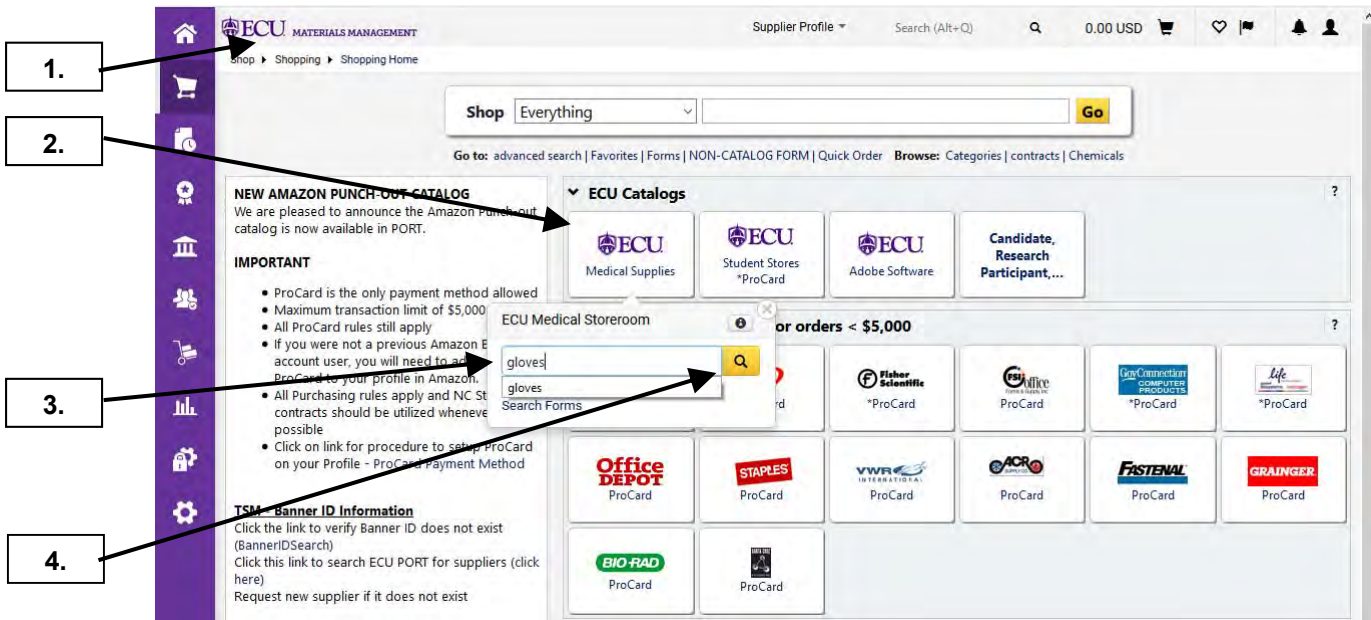 1.
2.
3.
4.
ECU MATERIALS MANAGEMENT
Supplier Profile
Search (Alt+Q)
0.00 USD
Shop ▸ Shopping ▸ Shopping Home
Shop Everything Go
Go to: advanced search | Favorites | Forms | NON-CATALOG FORM | Quick Order Browse: Categories | contracts | Chemicals
NEW AMAZON PUNCH-OUT CATALOG
We are pleased to announce the Amazon Punch-out
catalog is now available in PORT.
IMPORTANT
• ProCard is the only payment method allowed
• Maximum transaction limit of $5,000
• All ProCard rules still apply
• If you were not a previous Amazon B
account user, you will need to ad
ProCard to your profile in Amazon.
• All Purchasing rules apply and NC St
contracts should be utilized wheneve
possible
• Click on link for procedure to setup ProCard
on your Profile - ProCard Payment Method
TSM - Banner ID Information
Click the link to verify Banner ID does not exist
(BannerIDSearch)
Click this link to search ECU PORT for suppliers (click
here)
Request new supplier if it does not exist
ECU Catalogs ?
ECU
Medical Supplies
ECU
Student Stores
*ProCard
ECU
Adobe Software
Candidate,
Research
Participant,...
ECU Medical Storeroom
gloves
gloves
Search Forms
or orders < $5,000 ?
Fisher
Scientific
*ProCard
FSIoffice
ProCard
GovConnection
COMPUTER
PRODUCTS
*ProCard
life
*ProCard
Office
DEPOT
ProCard
STAPLES
ProCard
VWR
INTERNATIONAL
ProCard
ACRO
ProCard
FASTENAL
ProCard
GRAINGER
ProCard
BIO-RAD
ProCard
ProCard